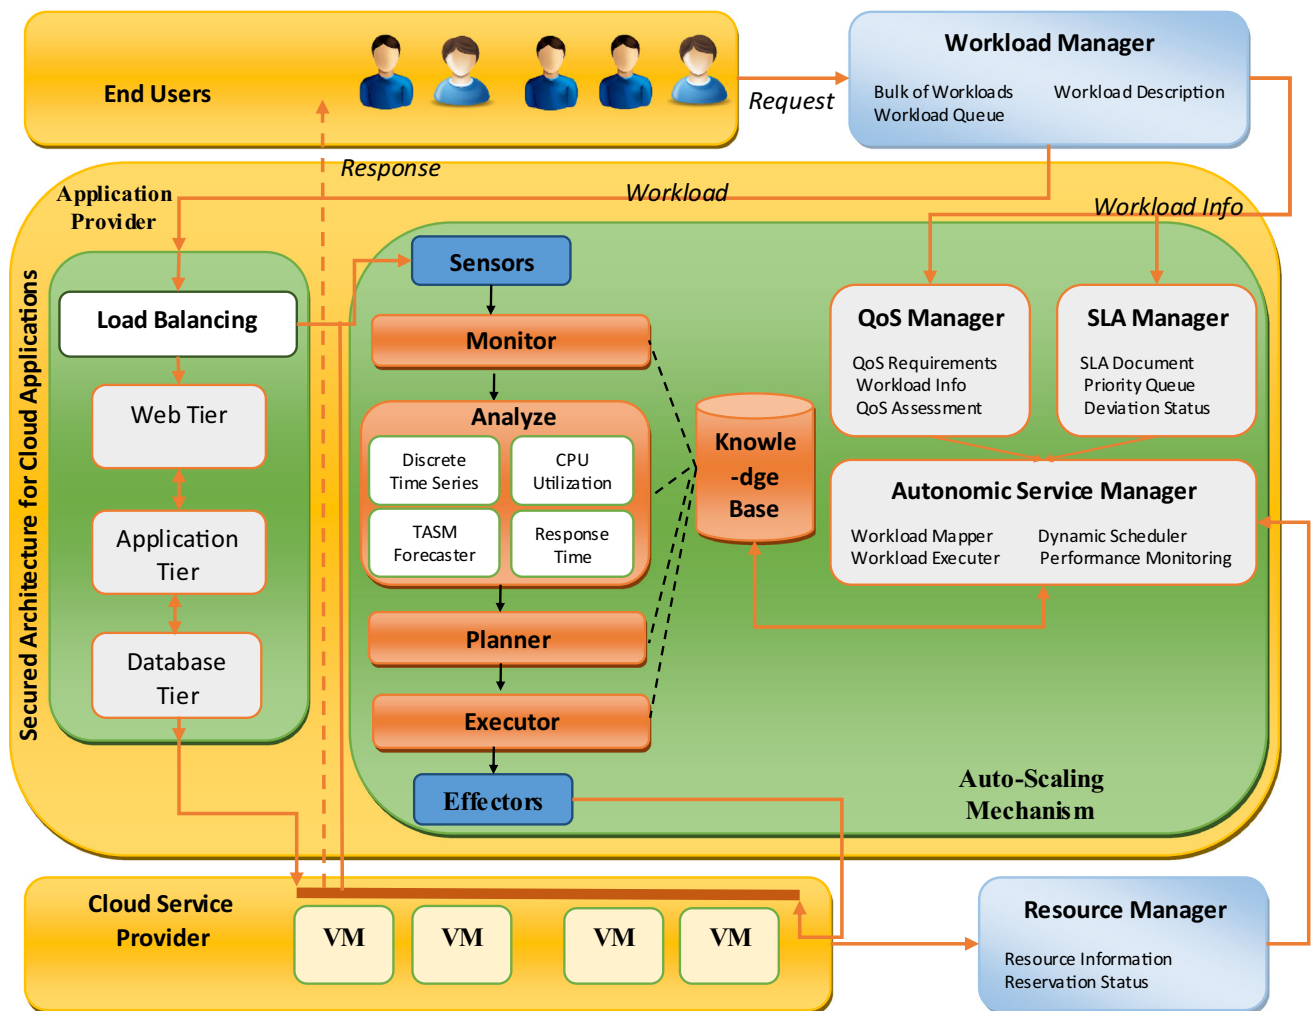 End Users
Request
Workload Manager
Bulk of Workloads
Workload Description
Workload Queue
Response
Workload
Workload Info
Secured Architecture for Cloud Applications
Application
Provider
Load Balancing
Web Tier
Application
Tier
Database
Tier
Sensors
Monitor
Analyze
Discrete
Time Series
CPU
Utilization
TASM
Forecaster
Response
Time
Planner
Executor
Effectors
Knowle
-dge
Base
QoS Manager
QoS Requirements
Workload Info
QoS Assessment
SLA Manager
SLA Document
Priority Queue
Deviation Status
Autonomic Service Manager
Workload Mapper
Dynamic Scheduler
Workload Executer
Performance Monitoring
Auto-Scaling
Mechanism
Cloud Service
Provider
VM
VM
VM
VM
Resource Manager
Resource Information
Reservation Status